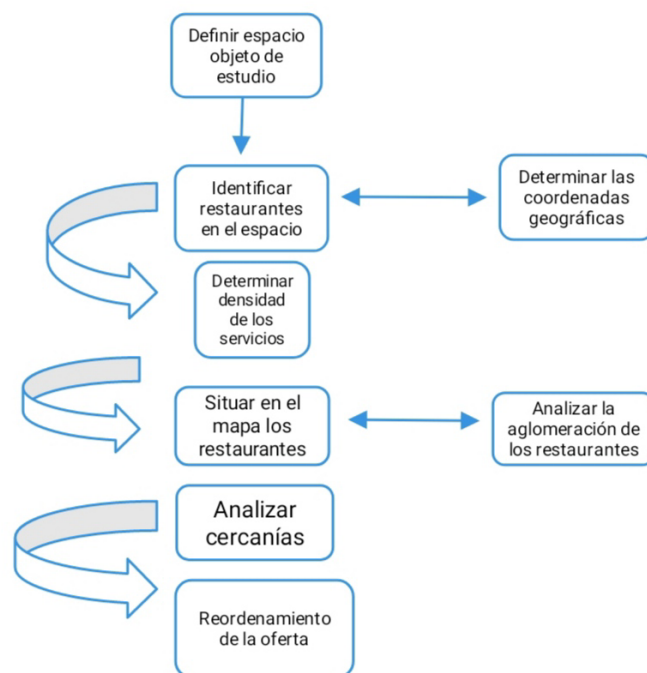 Definir espacio
objeto de
estudio
Identificar
restaurantes
en el espacio
Determinar las
coordenadas
geográficas
Determinar
densidad
de los
servicios
Situar en el
mapa los
restaurantes
Analizar la
aglomeración de
los restaurantes
Analizar
cercanías
Reordenamiento
de la oferta